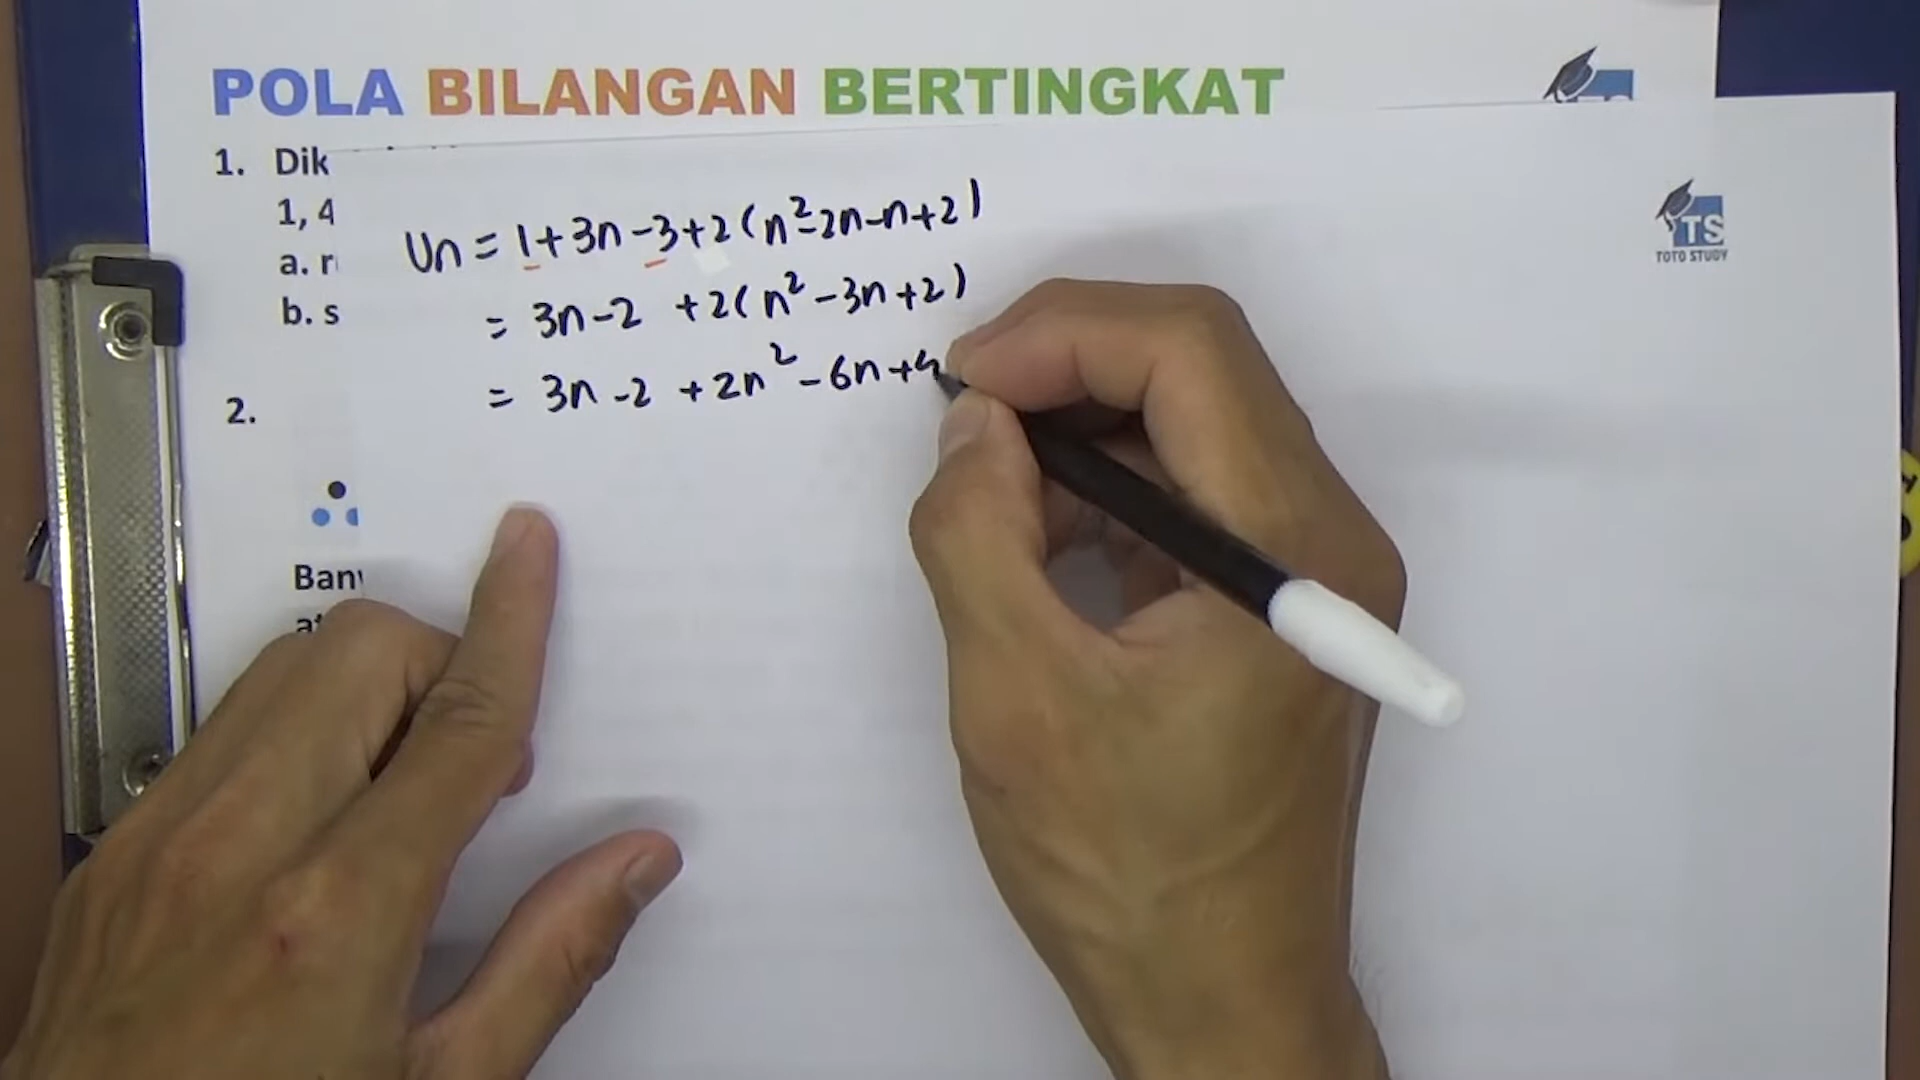 POLA BILANGAN BERTINGKAT
1. Dik
1, 4
a. r
b. s
Un = 1+3n-3+2(n²-2n-n+2)
= 3n-2 +2(n²-3n+2)
= 3n-2 +2n²-6n+4
2.
TS
TOTO STUDY